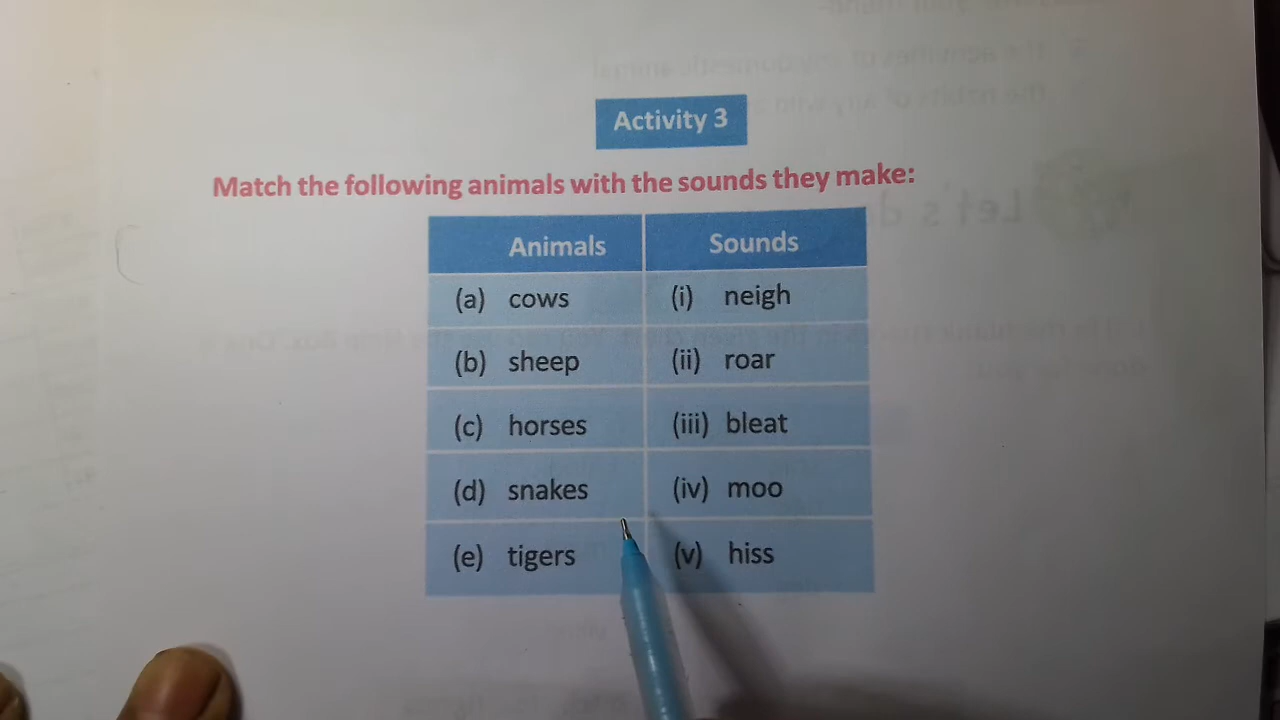 Activity 3
Match the following animals with the sounds they make:
Animals Sounds
(a) cows (i) neigh
(b) sheep (ii) roar
(c) horses (iii) bleat
(d) snakes (iv) moo
(e) tigers (v) hiss